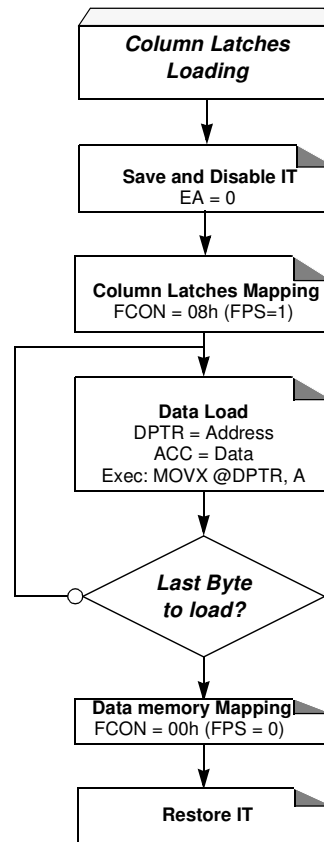 Column Latches
Loading
Save and Disable IT
EA = 0
Column Latches Mapping
FCON = 08h (FPS=1)
Data Load
DPTR = Address
ACC = Data
Exec: MOVX @DPTR, A
Last Byte
to load?
Data memory Mapping
FCON = 00h (FPS = 0)
Restore IT